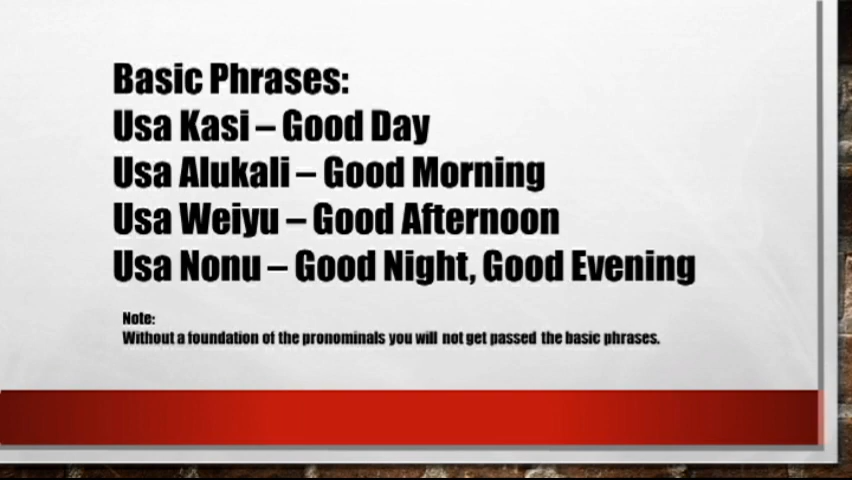 Basic Phrases:
Usa Kasi – Good Day
Usa Alukali – Good Morning
Usa Weiyu – Good Afternoon
Usa Nonu – Good Night, Good Evening
Note:
Without a foundation of the pronominals you will not get passed the basic phrases.